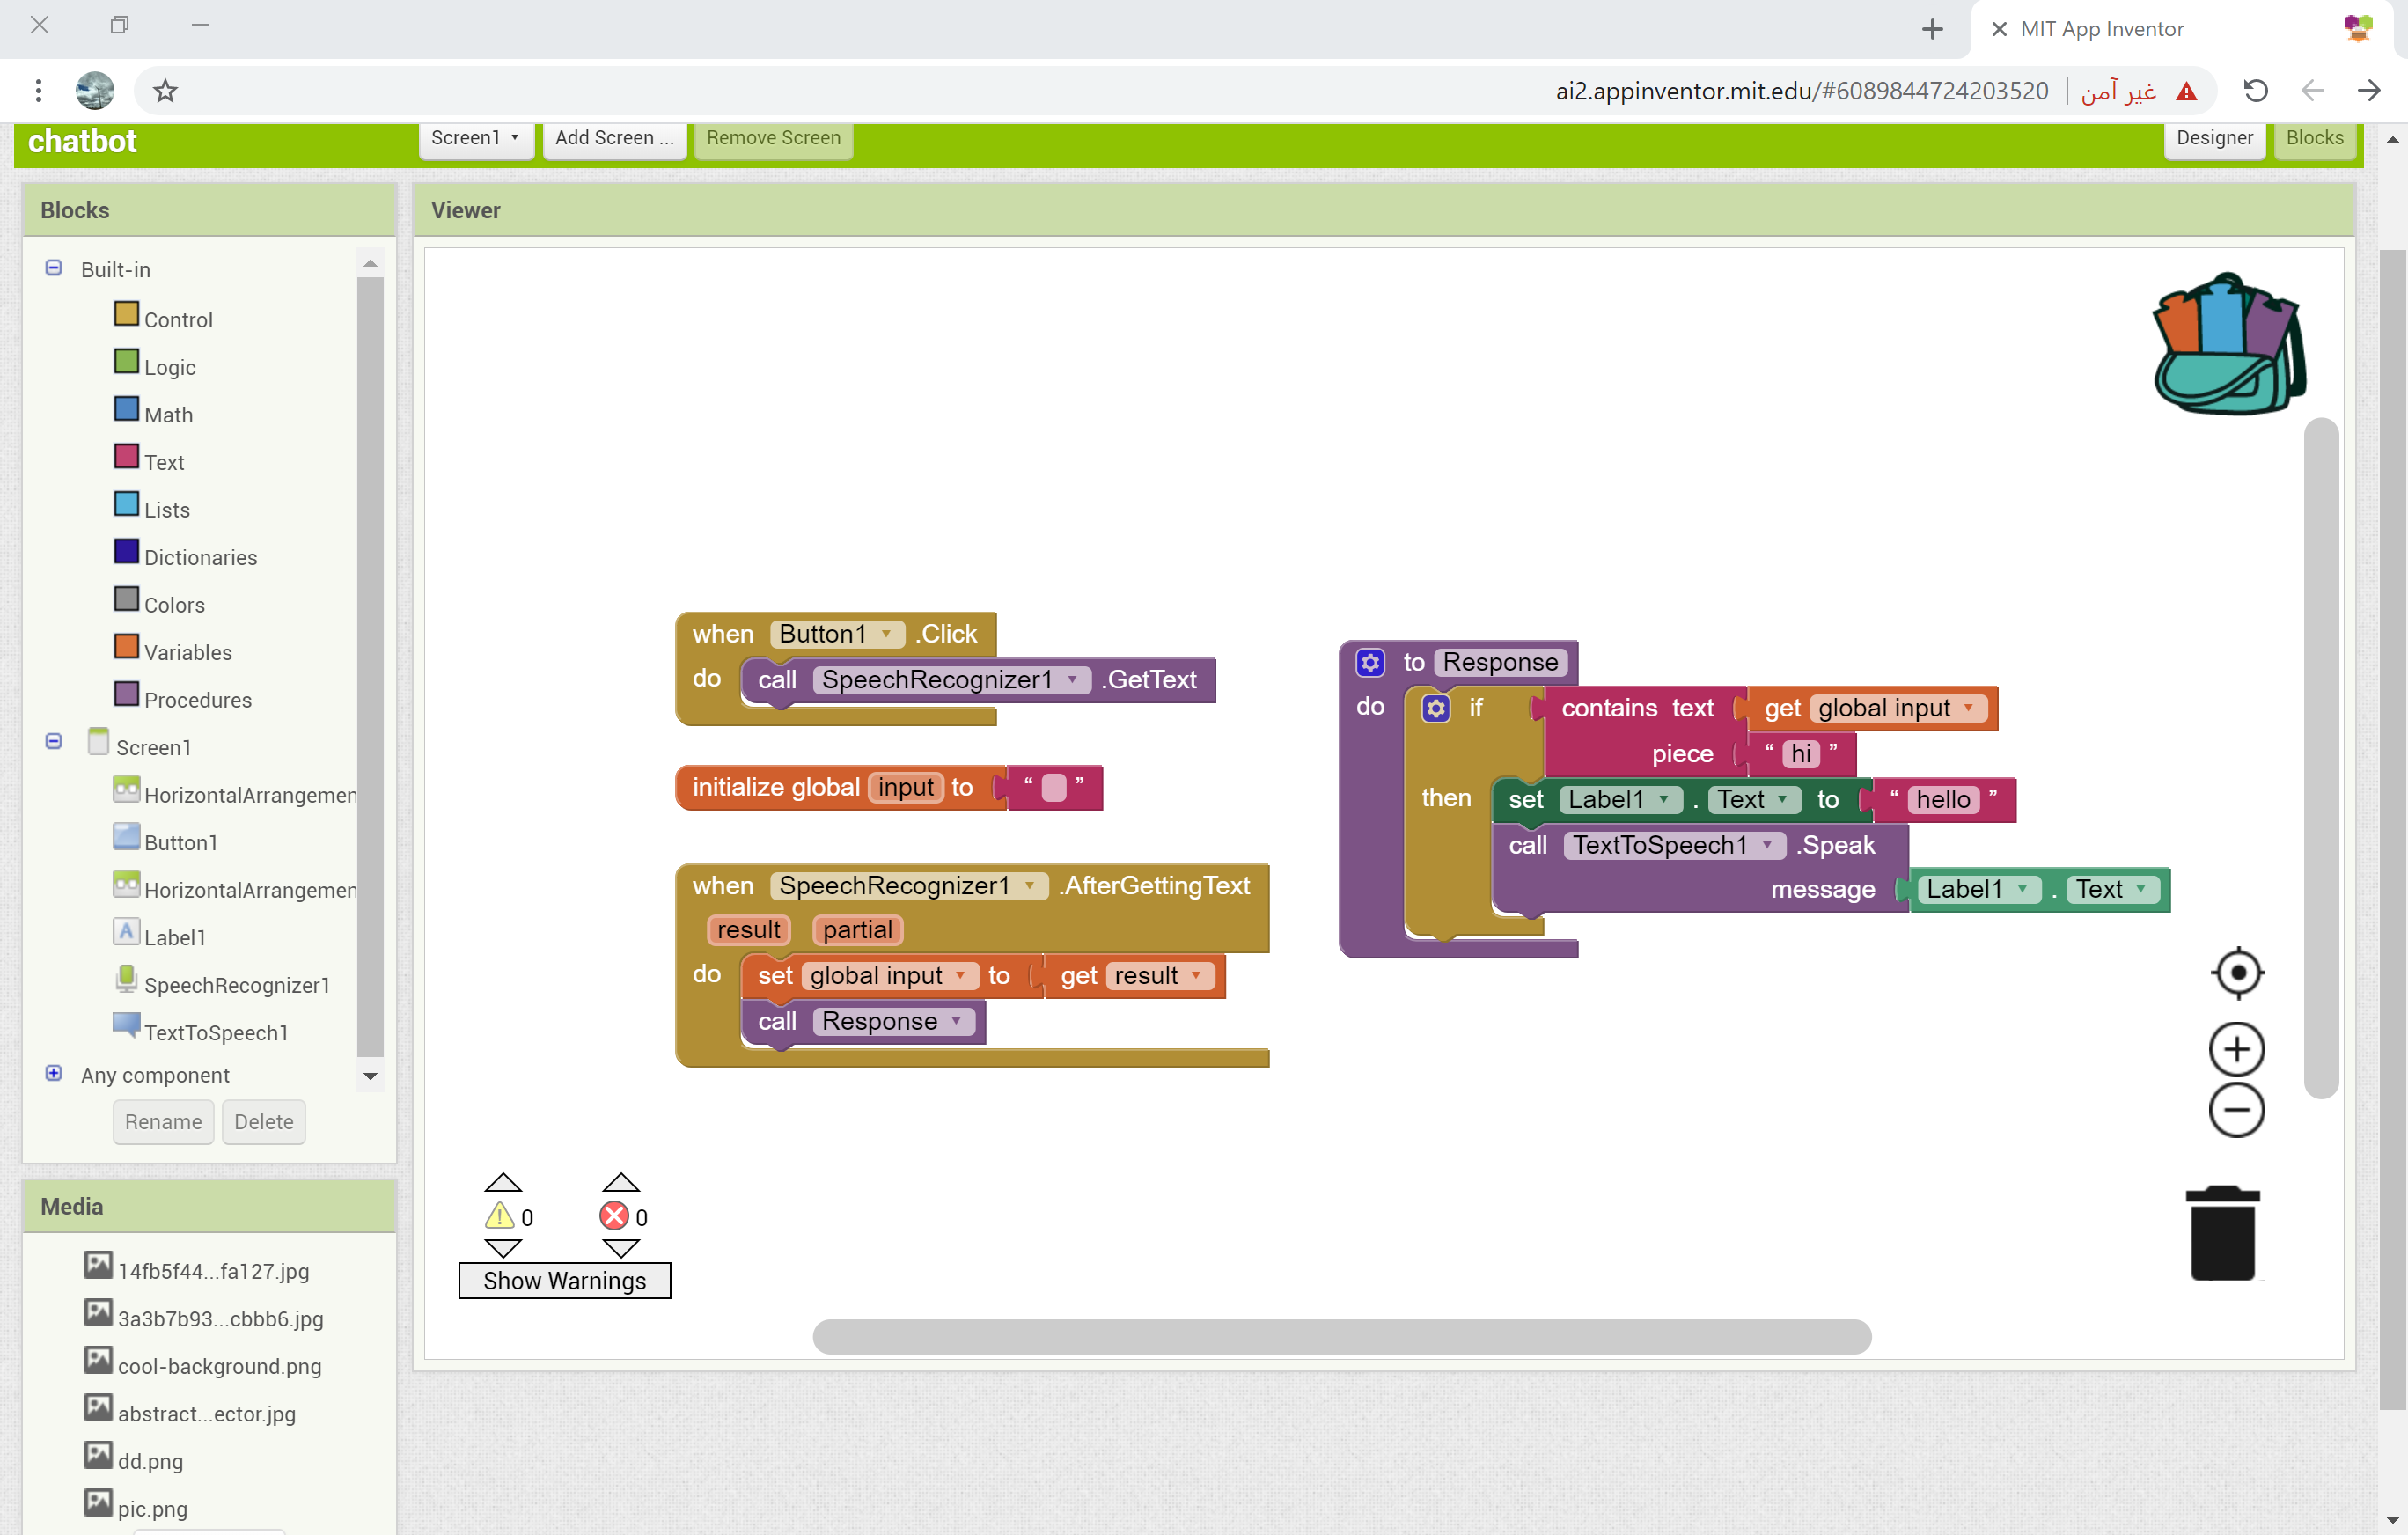 MIT App Inventor
ai2.appinventor.mit.edu/#6089844724203520
غير آمن
chatbot
Screen1
Add Screen ...
Remove Screen
Designer
Blocks
Blocks
Built-in
Control
Logic
Math
Text
Lists
Dictionaries
Colors
Variables
Procedures
Screen1
HorizontalArrangemen
Button1
HorizontalArrangemen
Label1
SpeechRecognizer1
TextToSpeech1
Any component
Rename
Delete
Media
14fb5f44...fa127.jpg
3a3b7b93...cbbb6.jpg
cool-background.png
abstract...ector.jpg
dd.png
pic.png
Viewer
when Button1 .Click
do call SpeechRecognizer1 .GetText
initialize global input to “ ”
when SpeechRecognizer1 .AfterGettingText
result partial
do set global input to get result
call Response
to Response
do if contains text get global input
piece “ hi ”
then set Label1 . Text to “ hello ”
call TextToSpeech1 .Speak
message Label1 . Text
0 0
Show Warnings